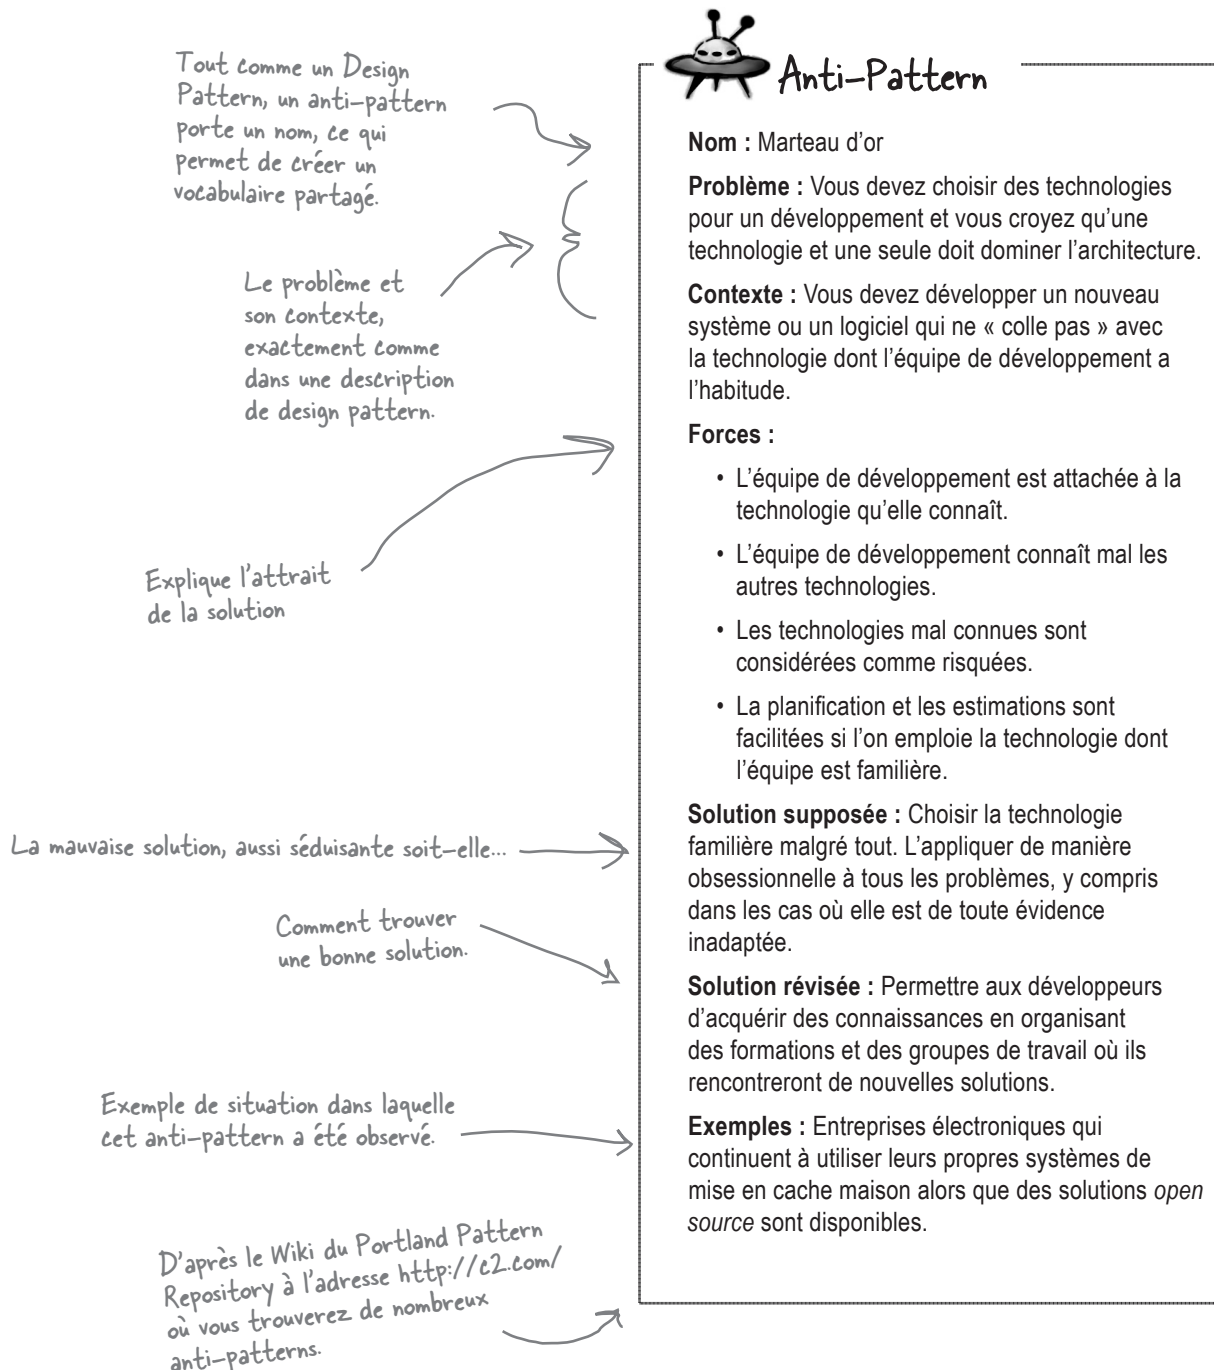 Anti-Pattern
Tout comme un Design
Pattern, un anti-pattern
porte un nom, ce qui
permet de créer un
vocabulaire partagé.
Nom : Marteau d'or
Problème : Vous devez choisir des technologies
pour un développement et vous croyez qu'une
technologie et une seule doit dominer l'architecture.
Le problème et
son contexte,
exactement comme
dans une description
de design pattern.
Contexte : Vous devez développer un nouveau
système ou un logiciel qui ne « colle pas » avec
la technologie dont l'équipe de développement a
l'habitude.
Explique l'attrait
de la solution
Forces :
• L'équipe de développement est attachée à la
technologie qu'elle connaît.
• L'équipe de développement connaît mal les
autres technologies.
• Les technologies mal connues sont
considérées comme risquées.
• La planification et les estimations sont
facilitées si l'on emploie la technologie dont
l'équipe est familière.
La mauvaise solution, aussi séduisante soit-elle...
Solution supposée : Choisir la technologie
familière malgré tout. L'appliquer de manière
obsessionnelle à tous les problèmes, y compris
dans les cas où elle est de toute évidence
inadaptée.
Comment trouver
une bonne solution.
Solution révisée : Permettre aux développeurs
d'acquérir des connaissances en organisant
des formations et des groupes de travail où ils
rencontreront de nouvelles solutions.
Exemple de situation dans laquelle
cet anti-pattern a été observé.
Exemples : Entreprises électroniques qui
continuent à utiliser leurs propres systèmes de
mise en cache maison alors que des solutions open
source sont disponibles.
D'après le Wiki du Portland Pattern
Repository à l'adresse http://c2.com/
où vous trouverez de nombreux
anti-patterns.